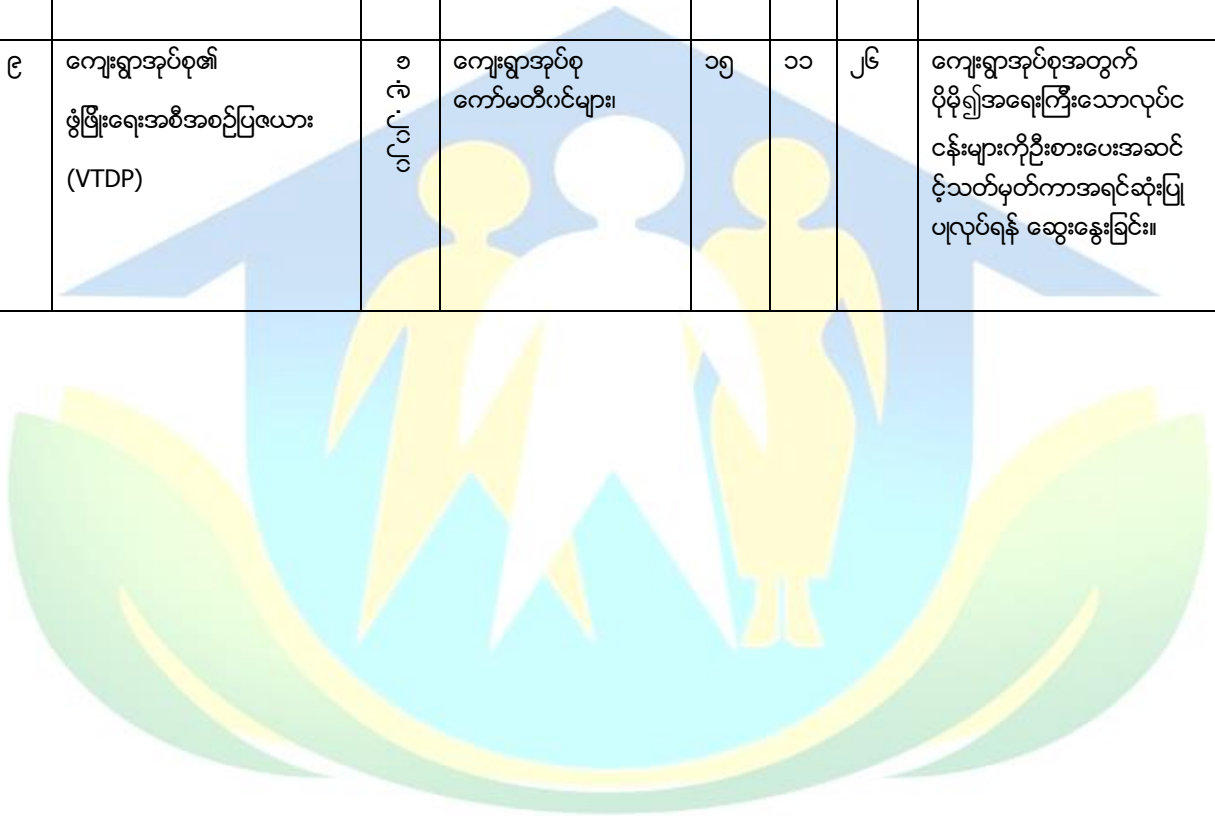 ၉
ကျေးရွာအုပ်စု၏
ဖွံ့ဖြိုးရေးအစီအစဉ်ပြဇယား
(VTDP)
ကျေးရွာအုပ်စု
ကော်မတီဝင်များ၊
၁၅
၁၁
၂၆
ကျေးရွာအုပ်စုအတွက်
ပိုမို၍အရေးကြီးသောလုပ်င
ငန်းများကိုဦးစားပေးအဆင်
င့်သတ်မှတ်ကာအရင်ဆုံးပြု
ပုလုပ်ရန် ဆွေးနွေးခြင်း။